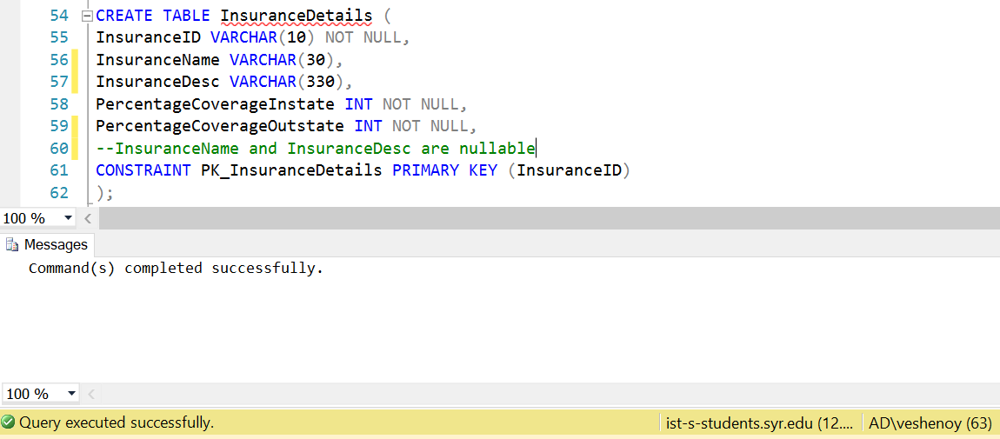 54 CREATE TABLE InsuranceDetails (
55 InsuranceID VARCHAR(10) NOT NULL,
56 InsuranceName VARCHAR(30),
57 InsuranceDesc VARCHAR(330),
58 PercentageCoverageInstate INT NOT NULL,
59 PercentageCoverageOutstate INT NOT NULL,
60 --InsuranceName and InsuranceDesc are nullable
61 CONSTRAINT PK_InsuranceDetails PRIMARY KEY (InsuranceID)
62 );
100 %
Messages
Command(s) completed successfully.
100 %
Query executed successfully. ist-s-students.syr.edu (12.... AD\veshenoy (63)